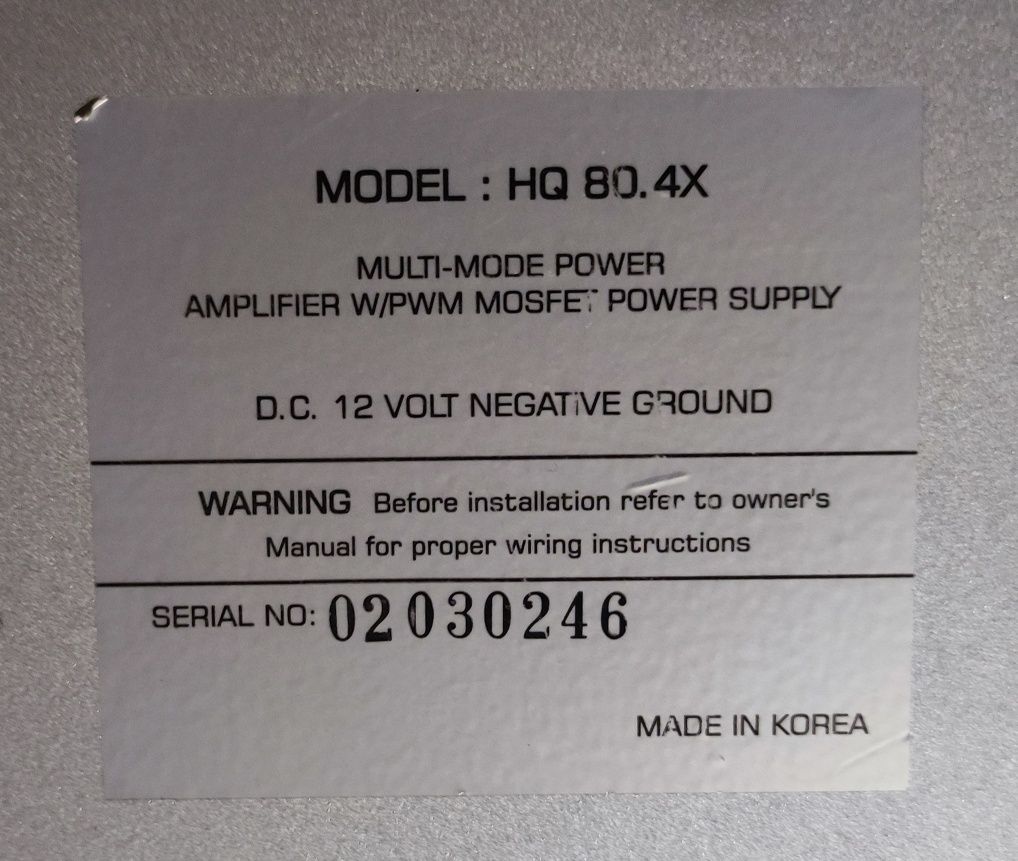 MODEL : HQ 80.4X
MULTI-MODE POWER
AMPLIFIER W/PWM MOSFET POWER SUPPLY
D.C. 12 VOLT NEGATIVE GROUND
WARNING Before installation refer to owner's
Manual for proper wiring instructions
SERIAL NO: 02030246
MADE IN KOREA